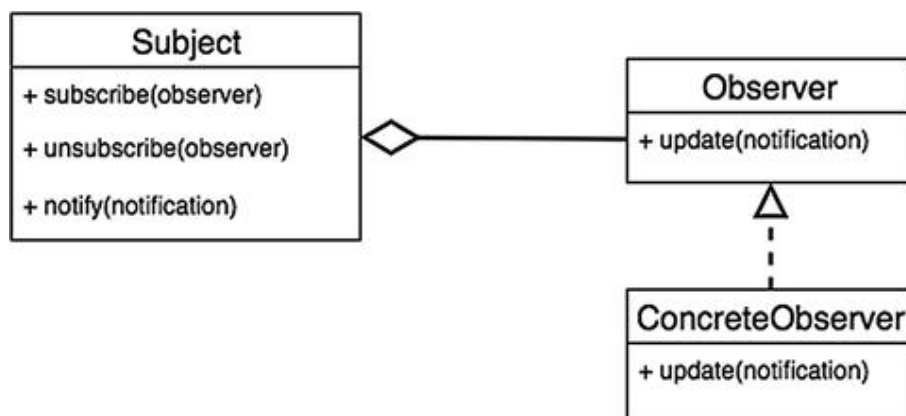 Subject
+ subscribe(observer)
+ unsubscribe(observer)
+ notify(notification)
Observer
+ update(notification)
ConcreteObserver
+ update(notification)